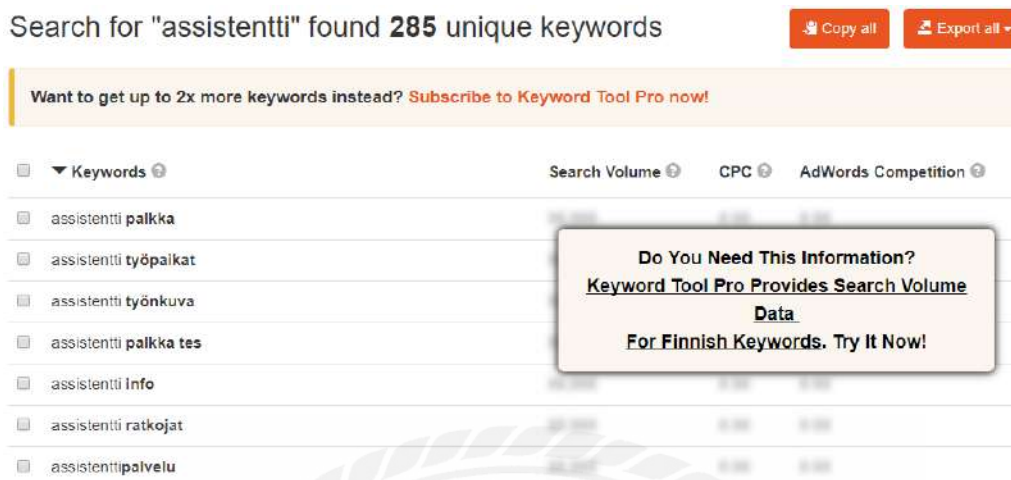 Search for "assistentti" found 285 unique keywords
Copy all
Export all
Want to get up to 2x more keywords instead? Subscribe to Keyword Tool Pro now!
Keywords
Search Volume
CPC
AdWords Competition
assistentti palkka
assistentti työpaikat
assistentti työnkuva
assistentti palkka tes
assistentti info
assistentti ratkojat
assistenttipalvelu
Do You Need This Information?
Keyword Tool Pro Provides Search Volume
Data
For Finnish Keywords. Try It Now!